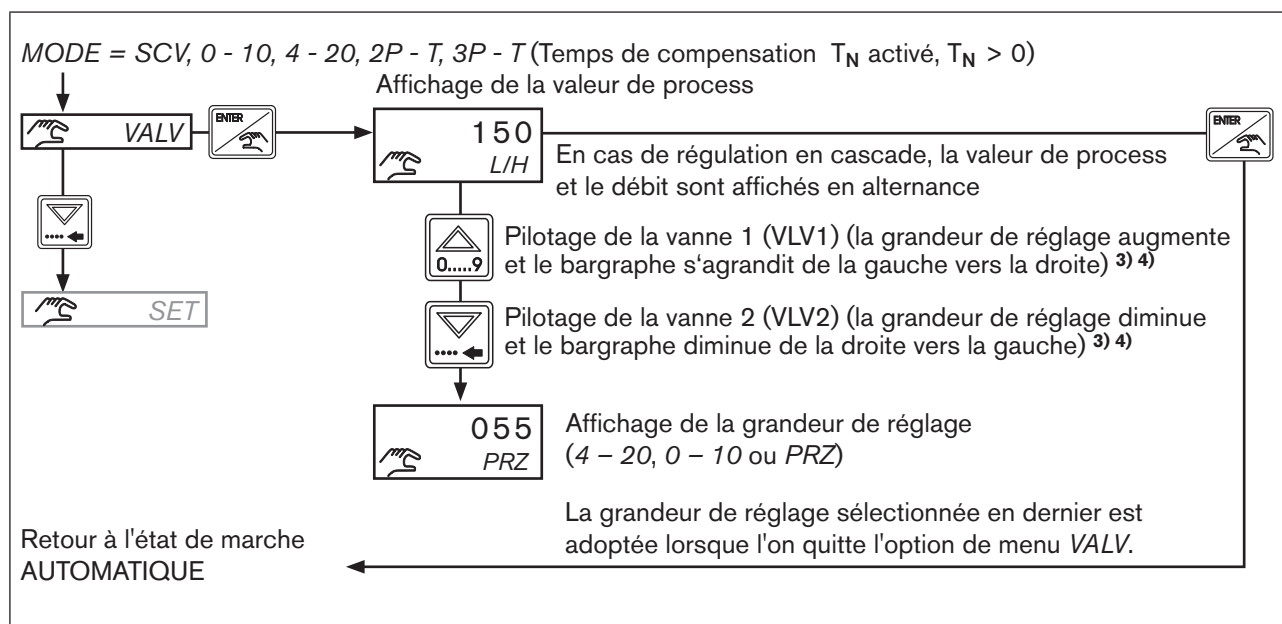 MODE = SCV, 0 - 10, 4 - 20, 2P - T, 3P - T (Temps de compensation TN activé, TN > 0)
Affichage de la valeur de process
VALV
ENTER
150
L/H
ENTER
En cas de régulation en cascade, la valeur de process
et le débit sont affichés en alternance
....
0.....9
Pilotage de la vanne 1 (VLV1) (la grandeur de réglage augmente
et le bargraphe s‘agrandit de la gauche vers la droite) 3) 4)
SET
....
Pilotage de la vanne 2 (VLV2) (la grandeur de réglage diminue
et le bargraphe diminue de la droite vers la gauche) 3) 4)
055
PRZ
Affichage de la grandeur de réglage
(4 – 20, 0 – 10 ou PRZ)
La grandeur de réglage sélectionnée en dernier est
adoptée lorsque l'on quitte l'option de menu VALV.
Retour à l'état de marche
AUTOMATIQUE